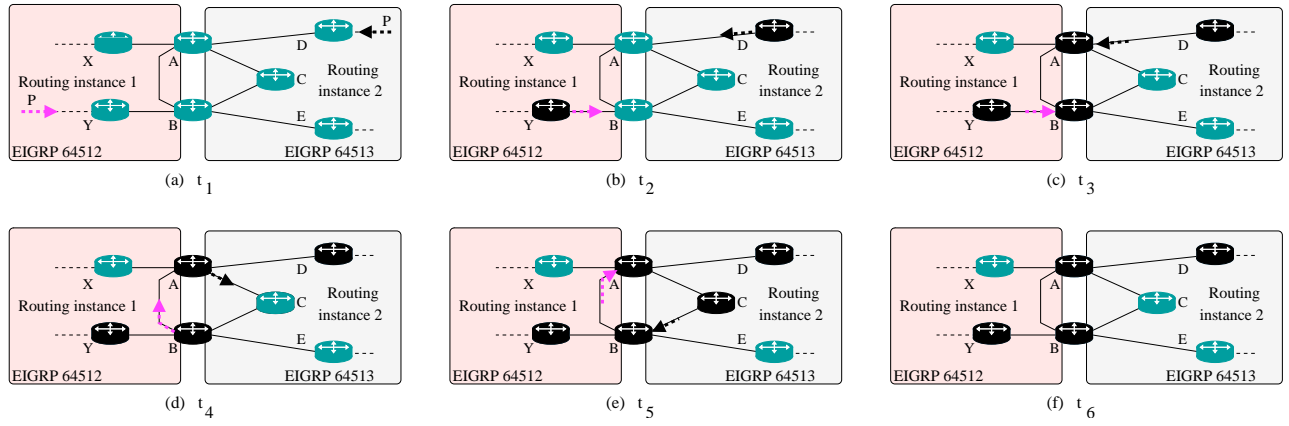 P
D
X
A
Routing instance 1
C
Routing
instance 2
P
Y
B
E
EIGRP 64512
EIGRP 64513
(a) t1
D
X
A
Routing instance 1
C
Routing
instance 2
Y
B
E
EIGRP 64512
EIGRP 64513
(b) t2
D
X
A
Routing instance 1
C
Routing
instance 2
Y
B
E
EIGRP 64512
EIGRP 64513
(c) t3
D
X
A
Routing instance 1
C
Routing
instance 2
Y
B
E
EIGRP 64512
EIGRP 64513
(d) t4
D
X
A
Routing instance 1
C
Routing
instance 2
Y
B
E
EIGRP 64512
EIGRP 64513
(e) t5
D
X
A
Routing instance 1
C
Routing
instance 2
Y
B
E
EIGRP 64512
EIGRP 64513
(f) t6